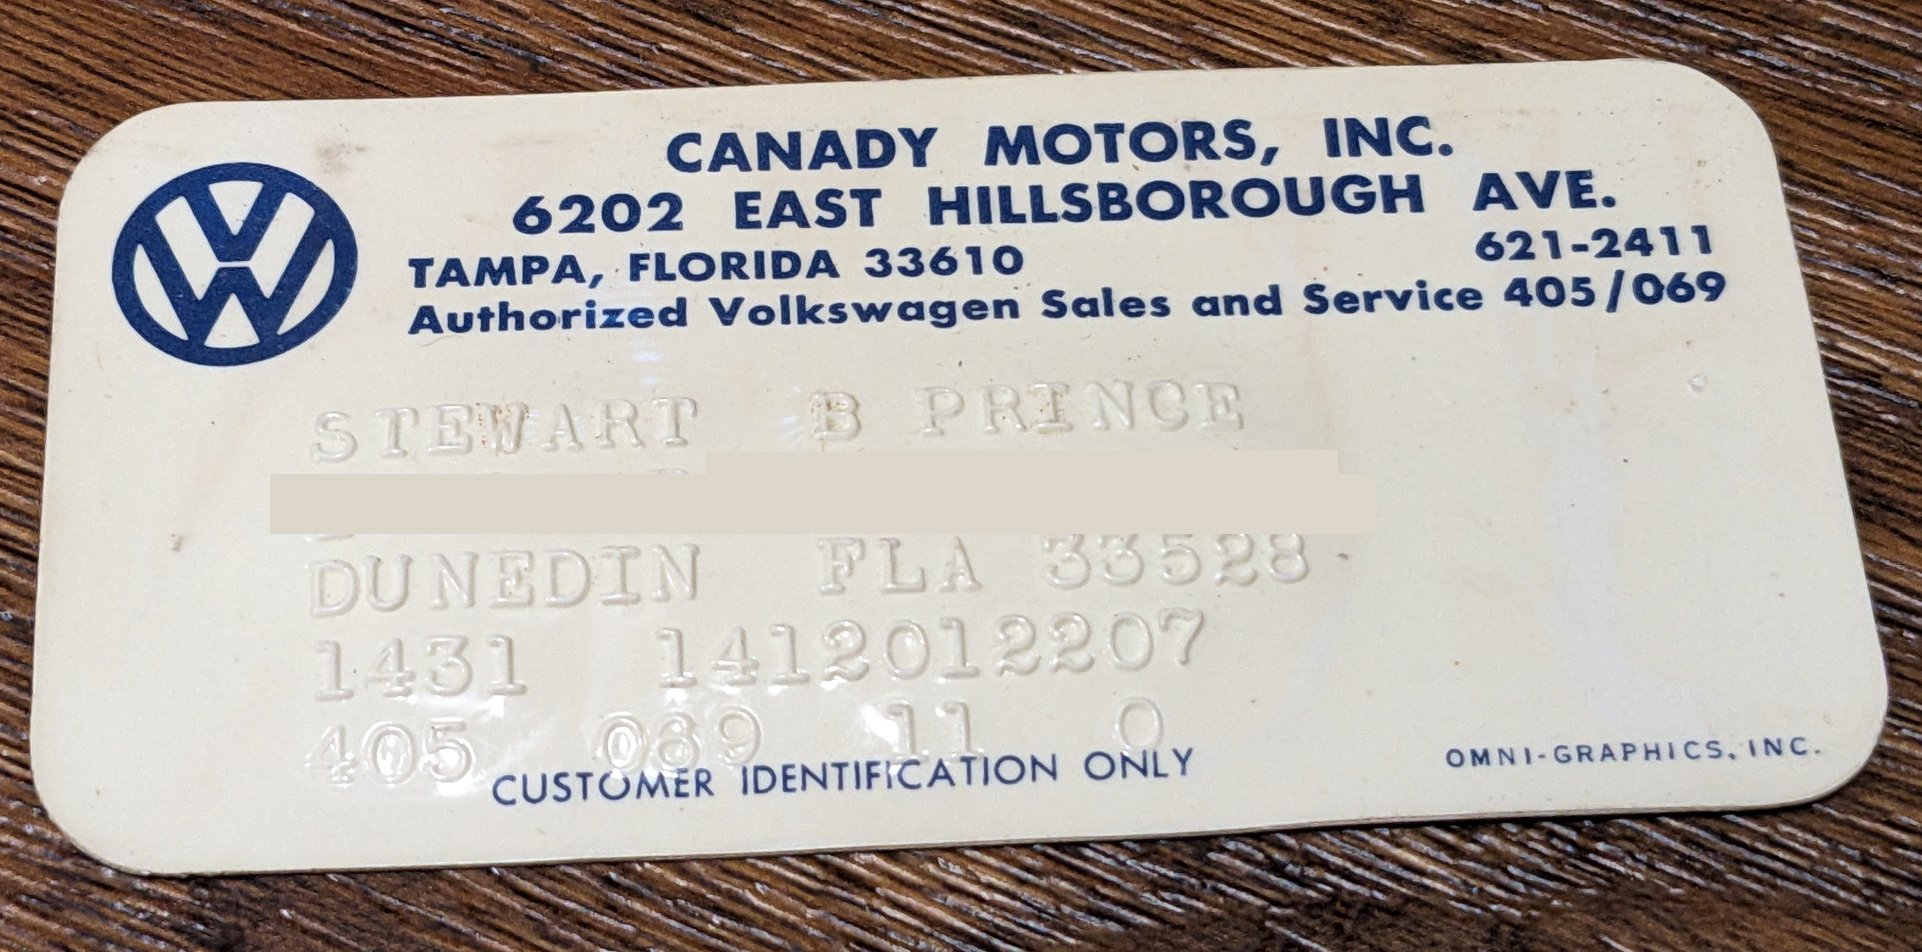 CANADY MOTORS, INC.
6202 EAST HILLSBOROUGH AVE.
TAMPA, FLORIDA 33610 621-2411
Authorized Volkswagen Sales and Service 405/069
STEWART B PRINCE
DUNEDIN FLA 33528
1431 1412012207
405 069 11 0
CUSTOMER IDENTIFICATION ONLY
OMNI-GRAPHICS, INC.